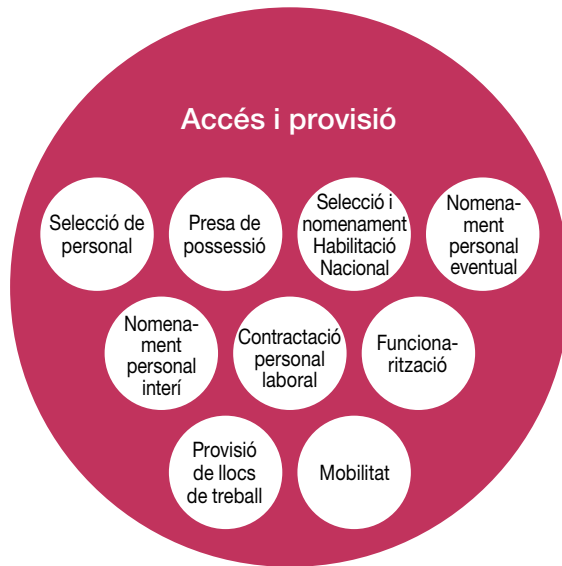 Accés i provisió
Selecció de
personal
Presa de
possessió
Selecció i
nomenament
Habilitació
Nacional
Nomena-
ment
personal
eventual
Nomena-
ment
personal
interí
Contractació
personal
laboral
Funciona-
rització
Provisió
de llocs
de treball
Mobilitat